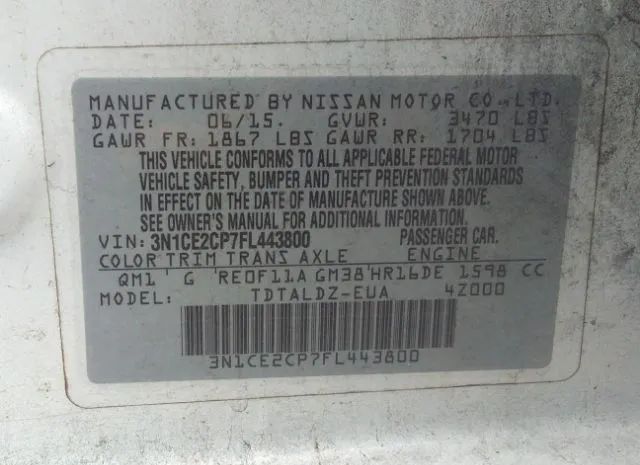 MANUFACTURED BY NISSAN MOTOR CO., LTD.
DATE: 06/15. GVWR: 3470 LBS
GAWR FR: 1867 LBS GAWR RR: 1704 LBS
THIS VEHICLE CONFORMS TO ALL APPLICABLE FEDERAL MOTOR
VEHICLE SAFETY, BUMPER AND THEFT PREVENTION STANDARDS
IN EFFECT ON THE DATE OF MANUFACTURE SHOWN ABOVE.
SEE OWNER'S MANUAL FOR ADDITIONAL INFORMATION.
VIN: 3N1CE2CP7FL443800 PASSENGER CAR.
COLOR TRIM TRANS AXLE ENGINE
QM1 ' G ' RE0F11A GM38 ' HR16DE 1598 CC
MODEL: TDTALDZ-EUA 4Z000
3N1CE2CP7FL443800